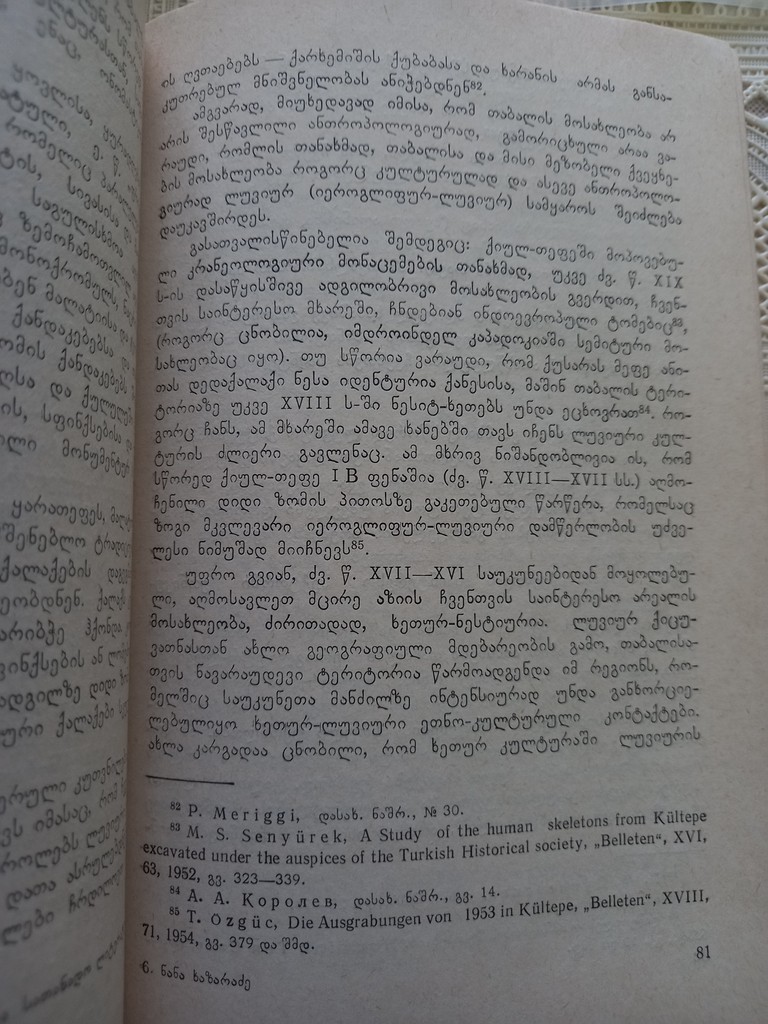 ის ღვთაებებს — ქარხემიშის ქუბაბასა და ხარანის არმას განსა-
კუთრებულ მნიშვნელობას ანიჭებდნენ⁸².
ამგვარად, მიუხედავად იმისა, რომ თაბალის მოსახლეობა არ
არის შესწავლილი ანთროპოლოგიურად, გამორიცხული არაა ვა-
რაუდი, რომლის თანახმად, თაბალისა და მისი მეზობელი ქვეყნე-
ბის მოსახლეობა როგორც კულტურულად და ასევე ანთროპოლო-
გიურად ლუვიურ (იეროგლიფურ-ლუვიურ) სამყაროს შეიძლება
დაუკავშირდეს.
გასათვალისწინებელია შემდეგიც: ქიულ-თეფეში მოპოვებუ-
ლი კრანეოლოგიური მონაცემების თანახმად, უკვე ძვ. წ. XIX
ს-ის დასაწყისშივე ადგილობრივი მოსახლეობის გვერდით, ჩვენ-
თვის საინტერესო მხარეში, ჩნდებიან ინდოევროპული ტომებიც⁸³,
(როგორც ცნობილია, იმდროინდელ კაპადოკიაში სემიტური მო-
სახლეობაც იყო). თუ სწორია ვარაუდი, რომ ქუსარას მეფე ანი-
თას დედაქალაქი ნესა იდენტურია ქანესისა, მაშინ თაბალის ტერი-
ტორიაზე უკვე XVIII ს-ში ნესიტ-ხეთებს უნდა ეცხოვრათ⁸⁴. რო-
გორც ჩანს, ამ მხარეში ამავე ხანებში თავს იჩენს ლუვიური კულ-
ტურის ძლიერი გავლენაც. ამ მხრივ ნიშანდობლივია ის, რომ
სწორედ ქიულ-თეფე I B ფენაშია (ძვ. წ. XVIII—XVII სს.) აღმო-
ჩენილი დიდი ზომის პითოსზე გაკეთებული წარწერა, რომელსაც
ზოგი მკვლევარი იეროგლიფურ-ლუვიური დამწერლობის უძვე-
ლესი ნიმუშად მიიჩნევს⁸⁵.
უფრო გვიან, ძვ. წ. XVII—XVI საუკუნეებიდან მოყოლებუ-
ლი, აღმოსავლეთ მცირე აზიის ჩვენთვის საინტერესო არეალის
მოსახლეობა, ძირითადად, ხეთურ-ნესტიურია. ლუვიურ ქიცუ-
ვათნასთან ახლო გეოგრაფიული მდებარეობის გამო, თაბალისა-
თვის ნავარაუდევი ტერიტორია წარმოადგენდა იმ რეგიონს, რო-
მელშიც საუკუნეთა მანძილზე ინტენსიურად უნდა განხორციე-
ლებულიყო ხეთურ-ლუვიური ეთნო-კულტურული კონტაქტები.
ახლა კარგადაა ცნობილი, რომ ხეთურ კულტურაში ლუვიურის
⁸² P. Meriggi, დასახ. ნაშრ., № 30.
⁸³ M. S. Senyürek, A Study of the human skeletons from Kültepe
excavated under the auspices of the Turkish Historical society, „Belleten“, XVI,
63, 1952, გვ. 323—339.
⁸⁴ А. А. Королев, დასახ. ნაშრ., გვ. 14.
⁸⁵ T. Özgüc, Die Ausgrabungen von 1953 in Kültepe, „Belleten“, XVIII,
71, 1954, გვ. 379 და შმდ.
6. ნანა ხაზარაძე
81